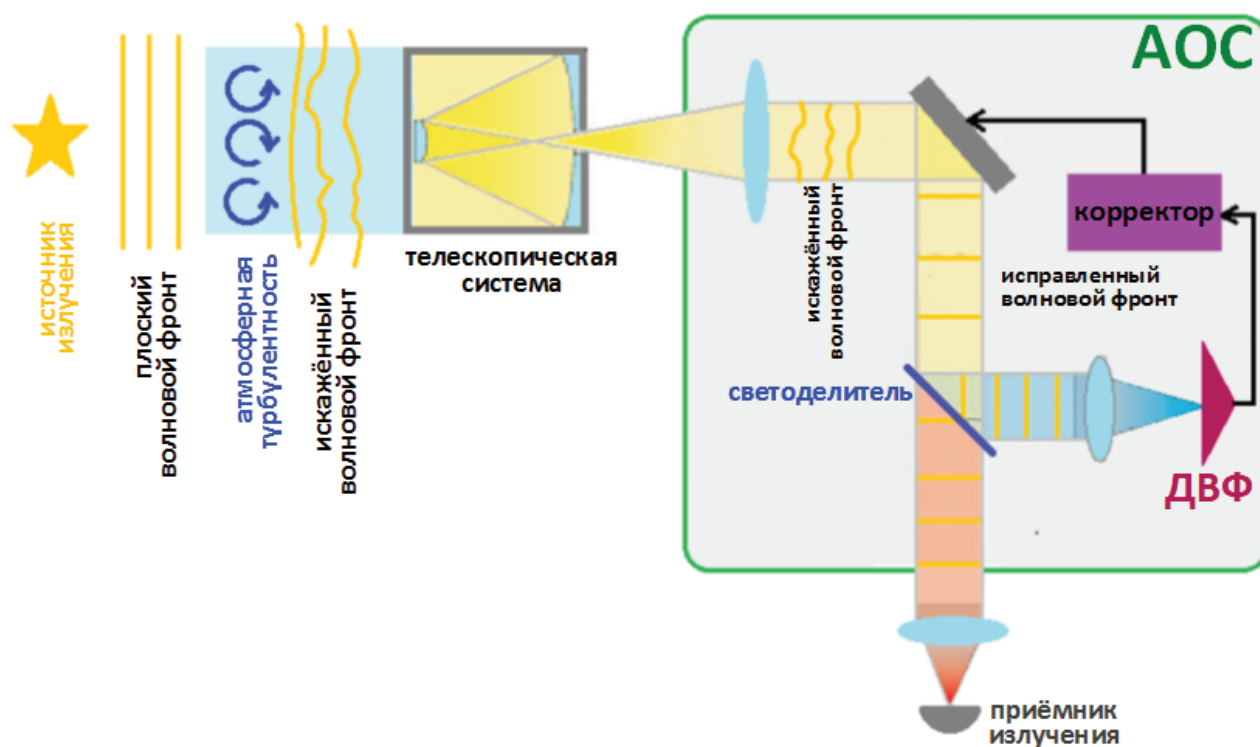 АОС
корректор
исправленный
волновой фронт
искажённый
волновой фронт
телескопическая
система
источник
излучения
плоский
волновой фронт
атмосферная
турбулентность
искажённый
волновой фронт
светоделитель
ДВФ
приёмник
излучения